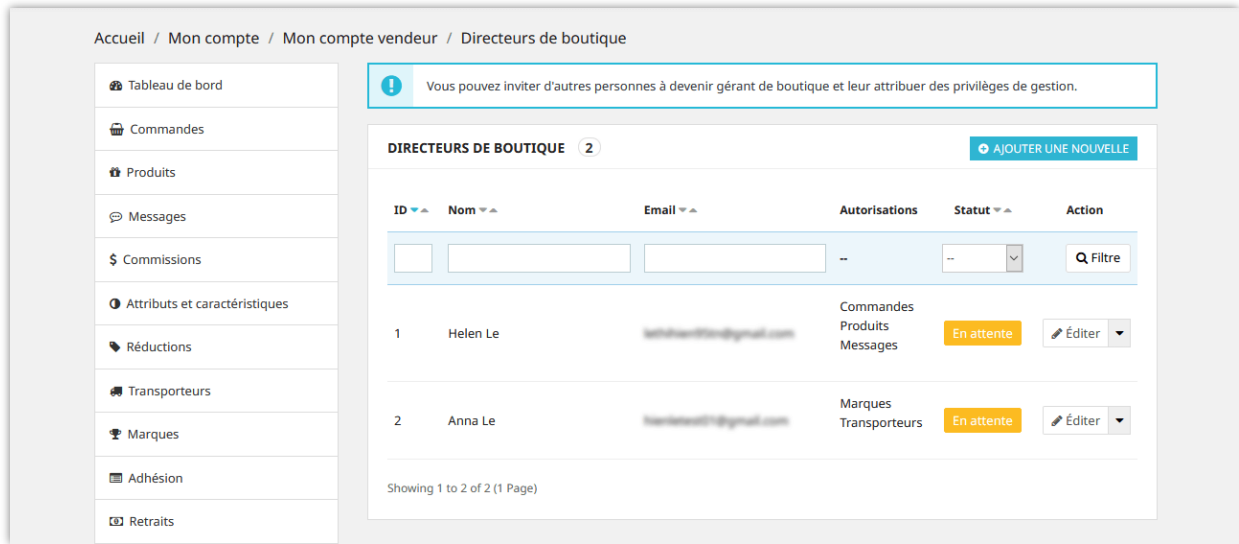 Accueil / Mon compte / Mon compte vendeur / Directeurs de boutique
Tableau de bord
Commandes
Produits
Messages
Commissions
Attributs et caractéristiques
Réductions
Transporteurs
Marques
Adhésion
Retraits
Vous pouvez inviter d'autres personnes à devenir gérant de boutique et leur attribuer des privilèges de gestion.
DIRECTEURS DE BOUTIQUE 2
AJOUTER UNE NOUVELLE
ID Nom Email Autorisations Statut Action
-- -- Filtre
1 Helen Le
Commandes
Produits
Messages
En attente Éditer
2 Anna Le
Marques
Transporteurs
En attente Éditer
Showing 1 to 2 of 2 (1 Page)